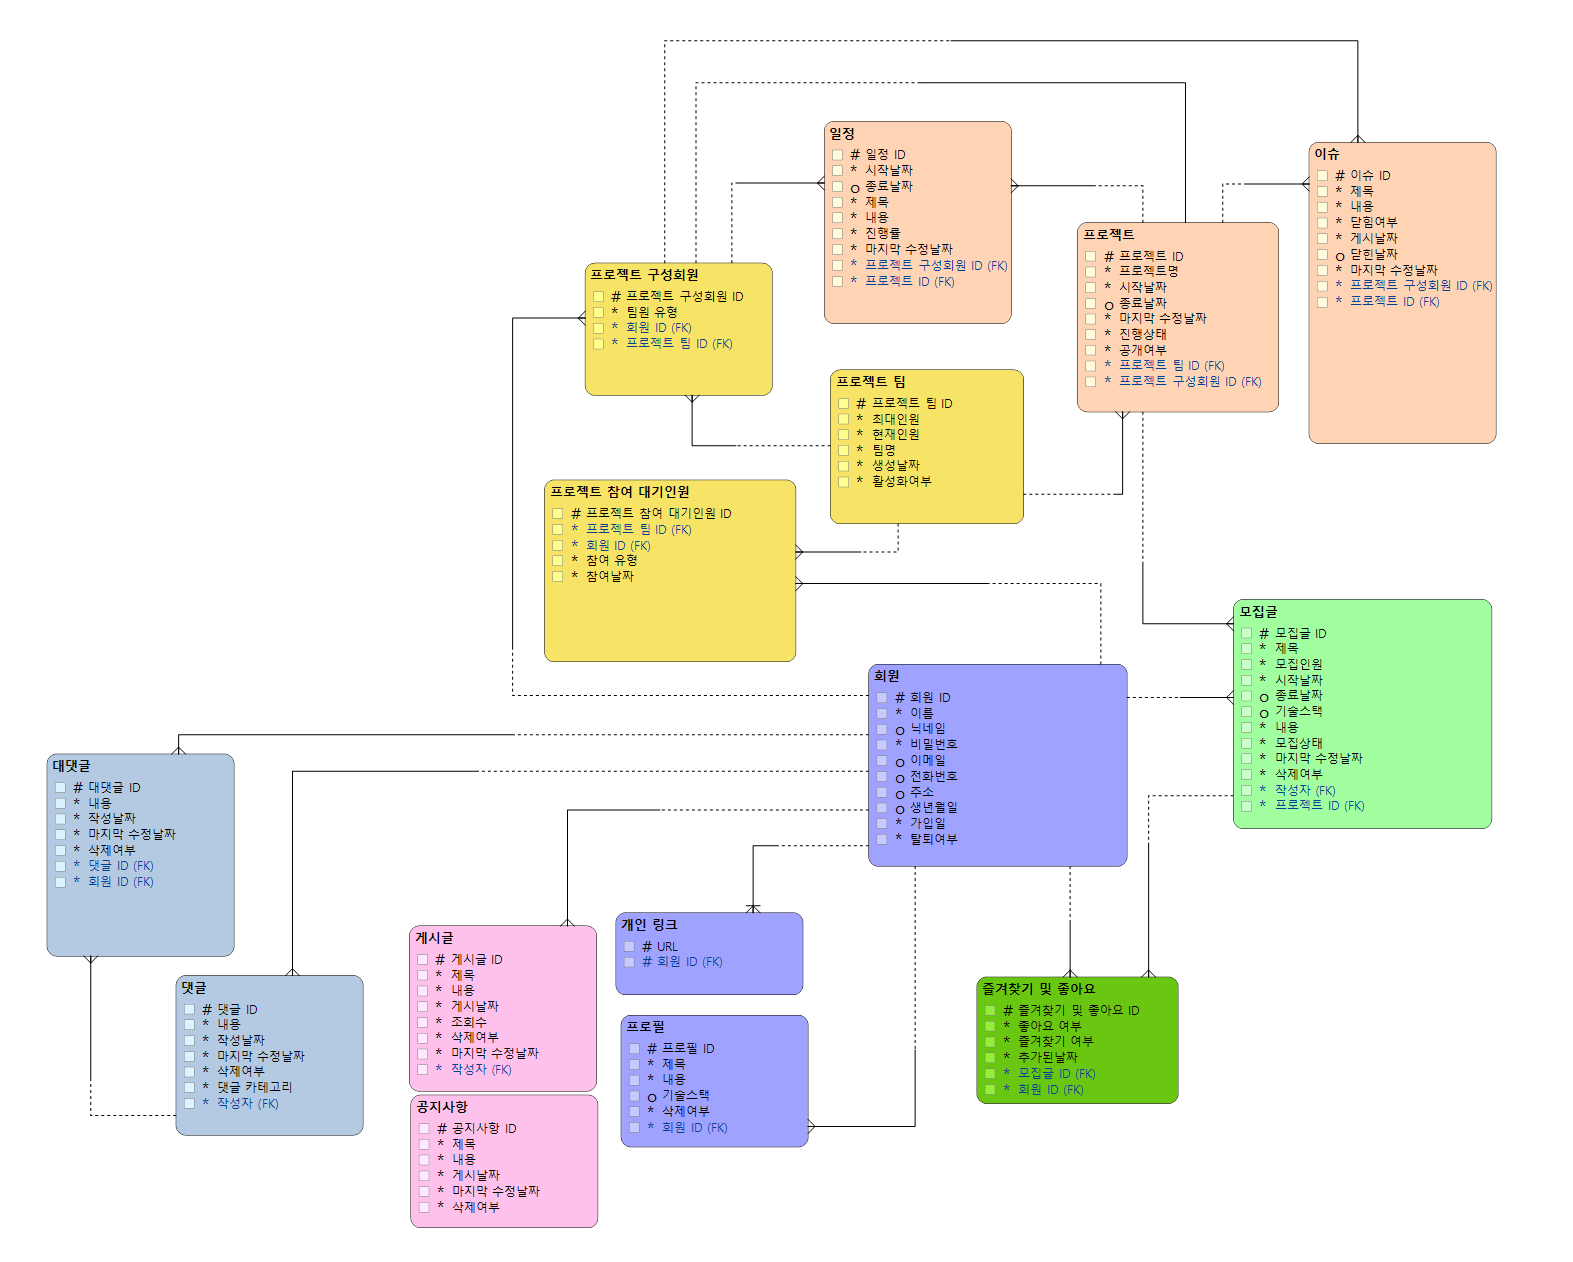 일정
# 일정 ID
* 시작날짜
o 종료날짜
* 제목
* 내용
* 진행률
* 마지막 수정날짜
* 프로젝트 구성회원 ID (FK)
* 프로젝트 ID (FK)
이슈
# 이슈 ID
* 제목
* 내용
* 닫힘여부
* 게시날짜
o 닫힌날짜
* 마지막 수정날짜
* 프로젝트 구성회원 ID (FK)
* 프로젝트 ID (FK)
프로젝트
# 프로젝트 ID
* 프로젝트명
* 시작날짜
o 종료날짜
* 마지막 수정날짜
* 진행상태
* 공개여부
* 프로젝트 팀 ID (FK)
* 프로젝트 구성회원 ID (FK)
프로젝트 구성회원
# 프로젝트 구성회원 ID
* 팀원 유형
* 회원 ID (FK)
* 프로젝트 팀 ID (FK)
프로젝트 팀
# 프로젝트 팀 ID
* 최대인원
* 현재인원
* 팀명
* 생성날짜
* 활성화여부
프로젝트 참여 대기인원
# 프로젝트 참여 대기인원 ID
* 프로젝트 팀 ID (FK)
* 회원 ID (FK)
* 참여 유형
* 참여날짜
모집글
# 모집글 ID
* 제목
* 모집인원
* 시작날짜
o 종료날짜
o 기술스택
* 내용
* 모집상태
* 마지막 수정날짜
* 삭제여부
* 작성자 (FK)
* 프로젝트 ID (FK)
회원
# 회원 ID
* 이름
o 닉네임
* 비밀번호
o 이메일
o 전화번호
o 주소
o 생년월일
* 가입일
* 탈퇴여부
대댓글
# 대댓글 ID
* 내용
* 작성날짜
* 마지막 수정날짜
* 삭제여부
* 댓글 ID (FK)
* 회원 ID (FK)
댓글
# 댓글 ID
* 내용
* 작성날짜
* 마지막 수정날짜
* 삭제여부
* 댓글 카테고리
* 작성자 (FK)
게시글
# 게시글 ID
* 제목
* 내용
* 게시날짜
* 조회수
* 삭제여부
* 마지막 수정날짜
* 작성자 (FK)
공지사항
# 공지사항 ID
* 제목
* 내용
* 게시날짜
* 마지막 수정날짜
* 삭제여부
개인 링크
# URL
# 회원 ID (FK)
프로필
# 프로필 ID
* 제목
* 내용
o 기술스택
* 삭제여부
* 회원 ID (FK)
즐겨찾기 및 좋아요
# 즐겨찾기 및 좋아요 ID
* 좋아요 여부
* 즐겨찾기 여부
* 추가된날짜
* 모집글 ID (FK)
* 회원 ID (FK)